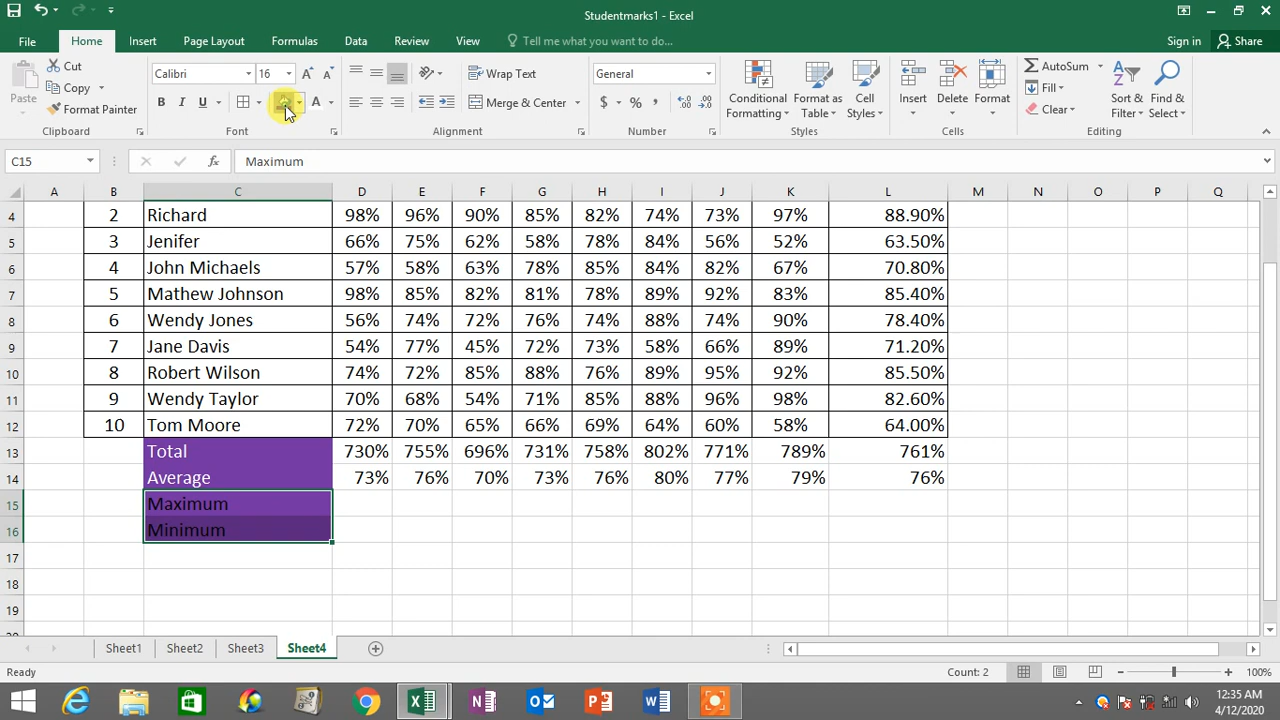 Studentmarks1 - Excel
File Home Insert Page Layout Formulas Data Review View Tell me what you want to do... Sign in Share
Paste Cut Copy Format Painter Clipboard
Calibri 16 A A B I U A Font
Wrap Text Merge & Center Alignment
General $ % , Number
Conditional Formatting Format as Table Cell Styles Styles
Insert Delete Format Cells
AutoSum Fill Clear Sort & Filter Find & Select Editing
C15 fx Maximum
A B C D E F G H I J K L M N O P Q
4 2 Richard 98% 96% 90% 85% 82% 74% 73% 97% 88.90%
5 3 Jenifer 66% 75% 62% 58% 78% 84% 56% 52% 63.50%
6 4 John Michaels 57% 58% 63% 78% 85% 84% 82% 67% 70.80%
7 5 Mathew Johnson 98% 85% 82% 81% 78% 89% 92% 83% 85.40%
8 6 Wendy Jones 56% 74% 72% 76% 74% 88% 74% 90% 78.40%
9 7 Jane Davis 54% 77% 45% 72% 73% 58% 66% 89% 71.20%
10 8 Robert Wilson 74% 72% 85% 88% 76% 89% 95% 92% 85.50%
11 9 Wendy Taylor 70% 68% 54% 71% 85% 88% 96% 98% 82.60%
12 10 Tom Moore 72% 70% 65% 66% 69% 64% 60% 58% 64.00%
13 Total 730% 755% 696% 731% 758% 802% 771% 789% 761%
14 Average 73% 76% 70% 73% 76% 80% 77% 79% 76%
15 Maximum
16 Minimum
17
18
19
Sheet1 Sheet2 Sheet3 Sheet4
Ready Count: 2 100%
12:35 AM
4/12/2020